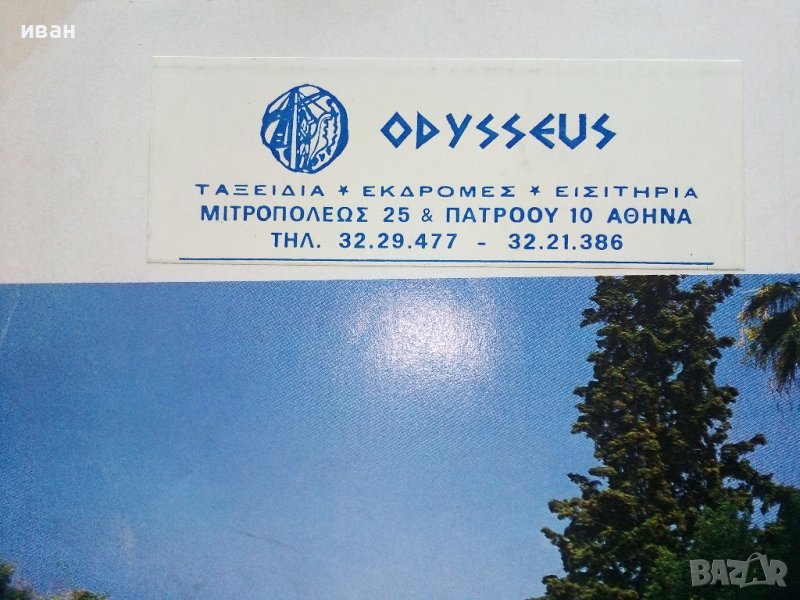 иван
ODYSSEUS
ΤΑΞΕΙΔΙΑ ★ ΕΚΔΡΟΜΕΣ ★ ΕΙΣΙΤΗΡΙΑ
ΜΙΤΡΟΠΟΛΕΩΣ 25 & ΠΑΤΡΟΟΥ 10 ΑΘΗΝΑ
ΤΗΛ. 32.29.477 - 32.21.386
BAZAR